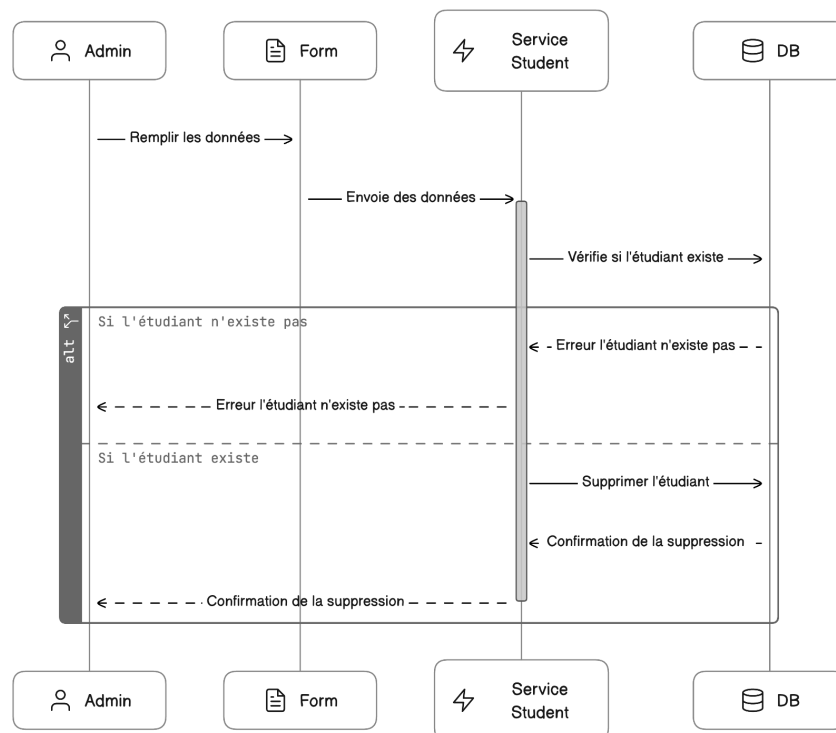 Admin
Form
Service
Student
DB
Remplir les données
Envoie des données
Vérifie si l'étudiant existe
alt
Si l'étudiant n'existe pas
Erreur l'étudiant n'existe pas
Erreur l'étudiant n'existe pas
Si l'étudiant existe
Supprimer l'étudiant
Confirmation de la suppression
Confirmation de la suppression
Admin
Form
Service
Student
DB